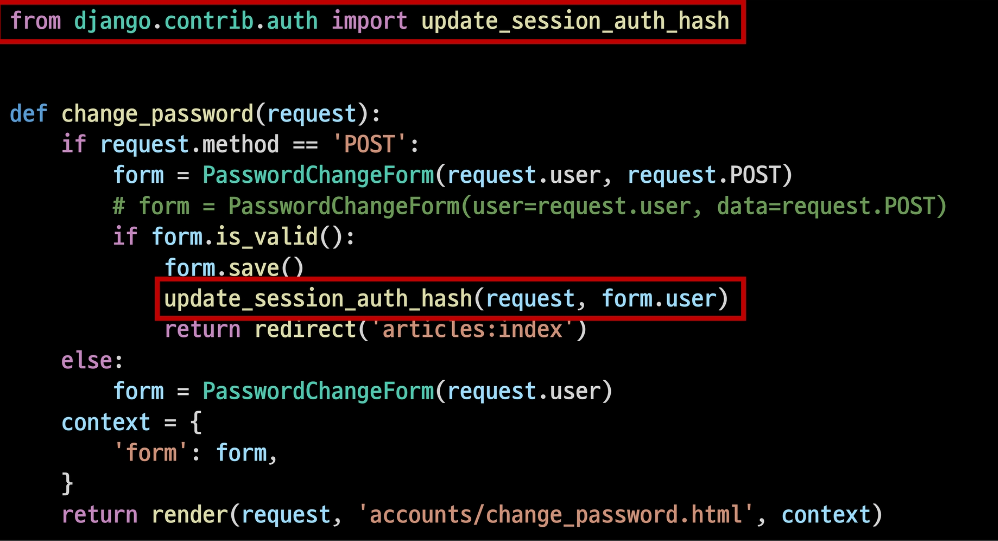 from django.contrib.auth import update_session_auth_hash
def change_password(request):
    if request.method == 'POST':
        form = PasswordChangeForm(request.user, request.POST)
        # form = PasswordChangeForm(user=request.user, data=request.POST)
        if form.is_valid():
            form.save()
            update_session_auth_hash(request, form.user)
            return redirect('articles:index')
    else:
        form = PasswordChangeForm(request.user)
    context = {
        'form': form,
    }
    return render(request, 'accounts/change_password.html', context)